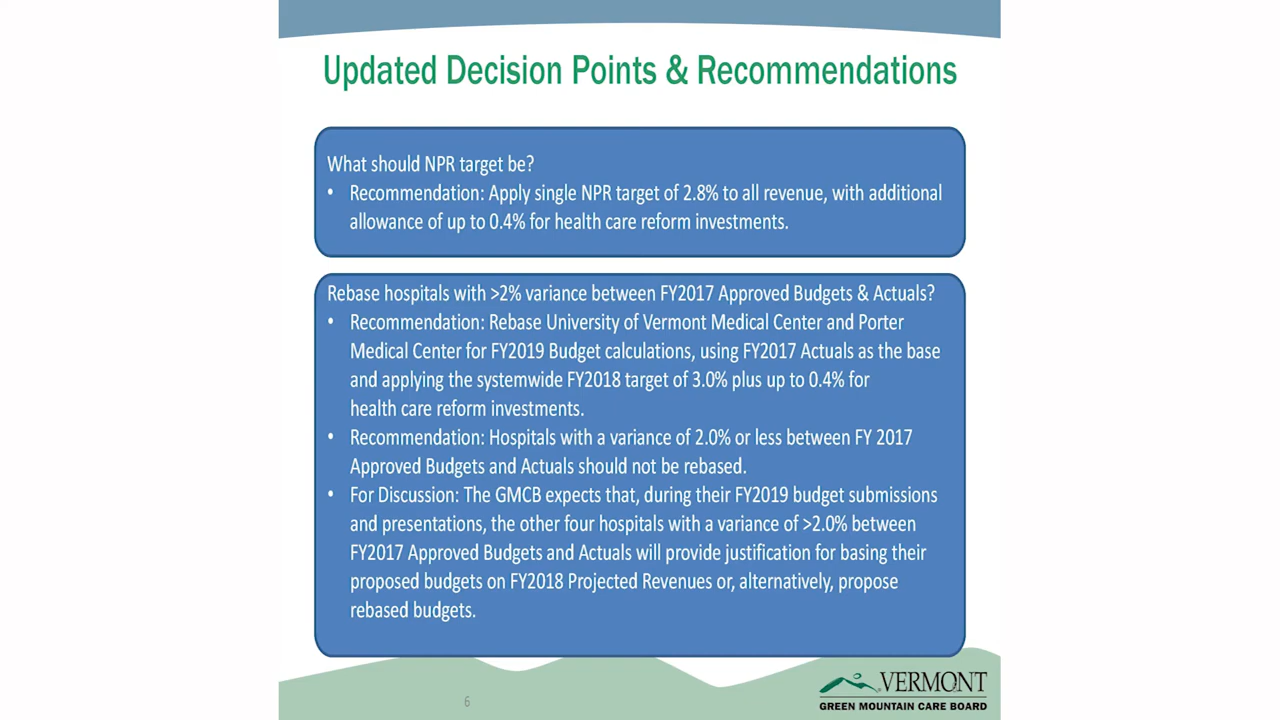 Updated Decision Points & Recommendations
What should NPR target be?
• Recommendation: Apply single NPR target of 2.8% to all revenue, with additional
allowance of up to 0.4% for health care reform investments.
Rebase hospitals with >2% variance between FY2017 Approved Budgets & Actuals?
• Recommendation: Rebase University of Vermont Medical Center and Porter
Medical Center for FY2019 Budget calculations, using FY2017 Actuals as the base
and applying the systemwide FY2018 target of 3.0% plus up to 0.4% for
health care reform investments.
• Recommendation: Hospitals with a variance of 2.0% or less between FY 2017
Approved Budgets and Actuals should not be rebased.
• For Discussion: The GMCB expects that, during their FY2019 budget submissions
and presentations, the other four hospitals with a variance of >2.0% between
FY2017 Approved Budgets and Actuals will provide justification for basing their
proposed budgets on FY2018 Projected Revenues or, alternatively, propose
rebased budgets.
6
VERMONT
GREEN MOUNTAIN CARE BOARD